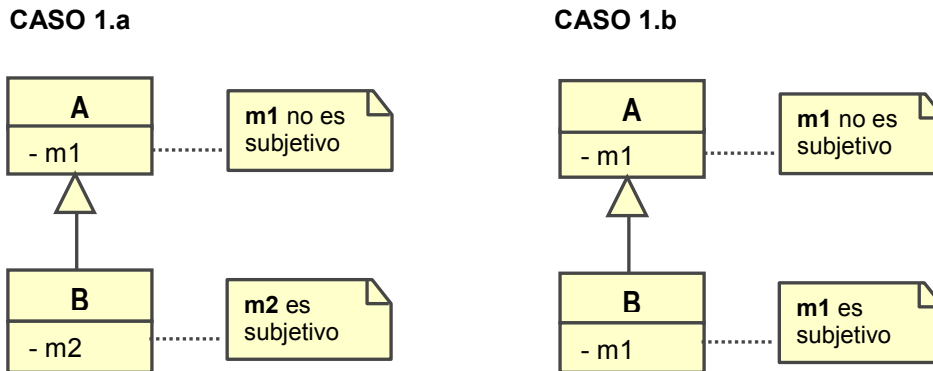 CASO 1.a
CASO 1.b
A
- m1
m1 no es
subjetivo
B
- m2
m2 es
subjetivo
A
- m1
m1 no es
subjetivo
B
- m1
m1 es
subjetivo